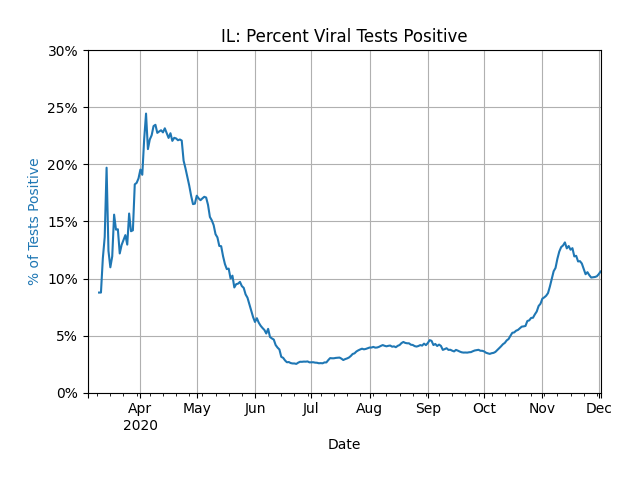 IL: Percent Viral Tests Positive
30%
25%
20%
15%
10%
5%
0%
% of Tests Positive
Apr May Jun Jul Aug Sep Oct Nov Dec
2020
Date